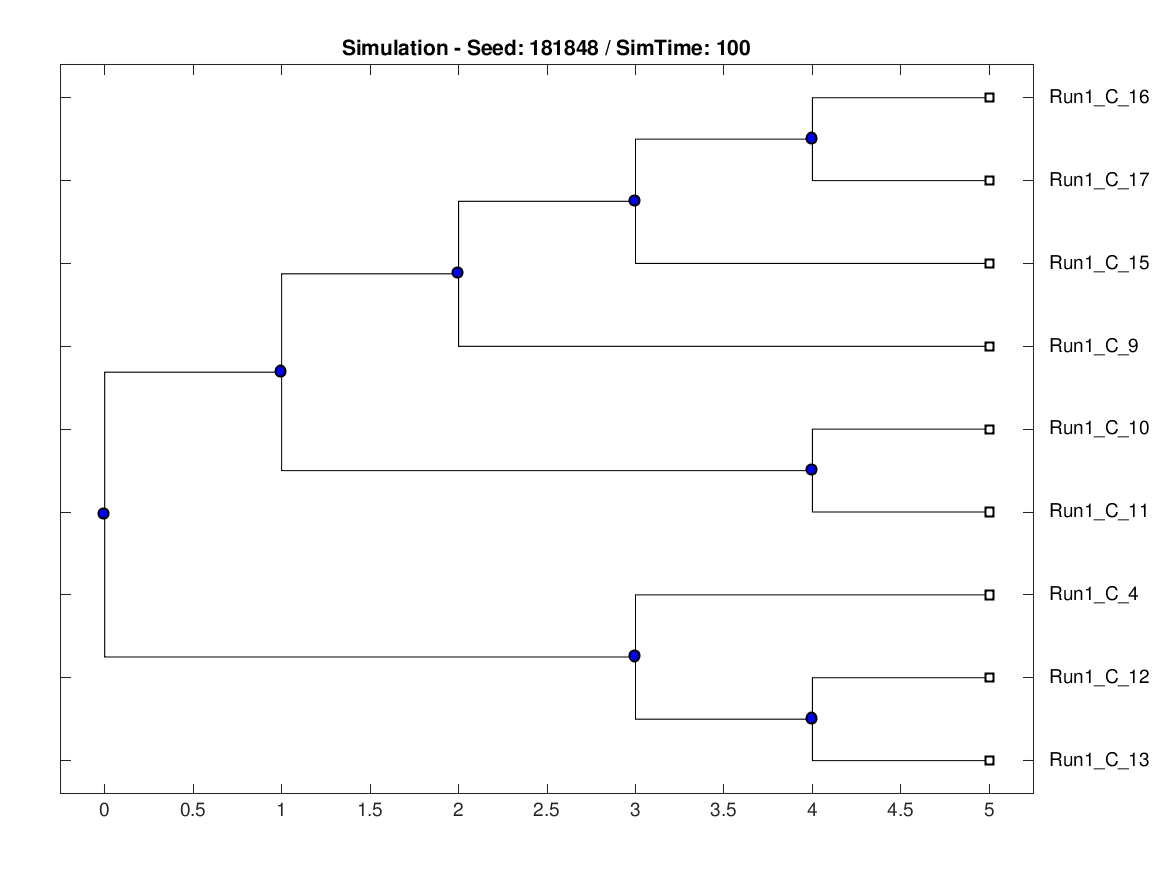 Simulation - Seed: 181848 / SimTime: 100
Run1_C_16
Run1_C_17
Run1_C_15
Run1_C_9
Run1_C_10
Run1_C_11
Run1_C_4
Run1_C_12
Run1_C_13
0 0.5 1 1.5 2 2.5 3 3.5 4 4.5 5